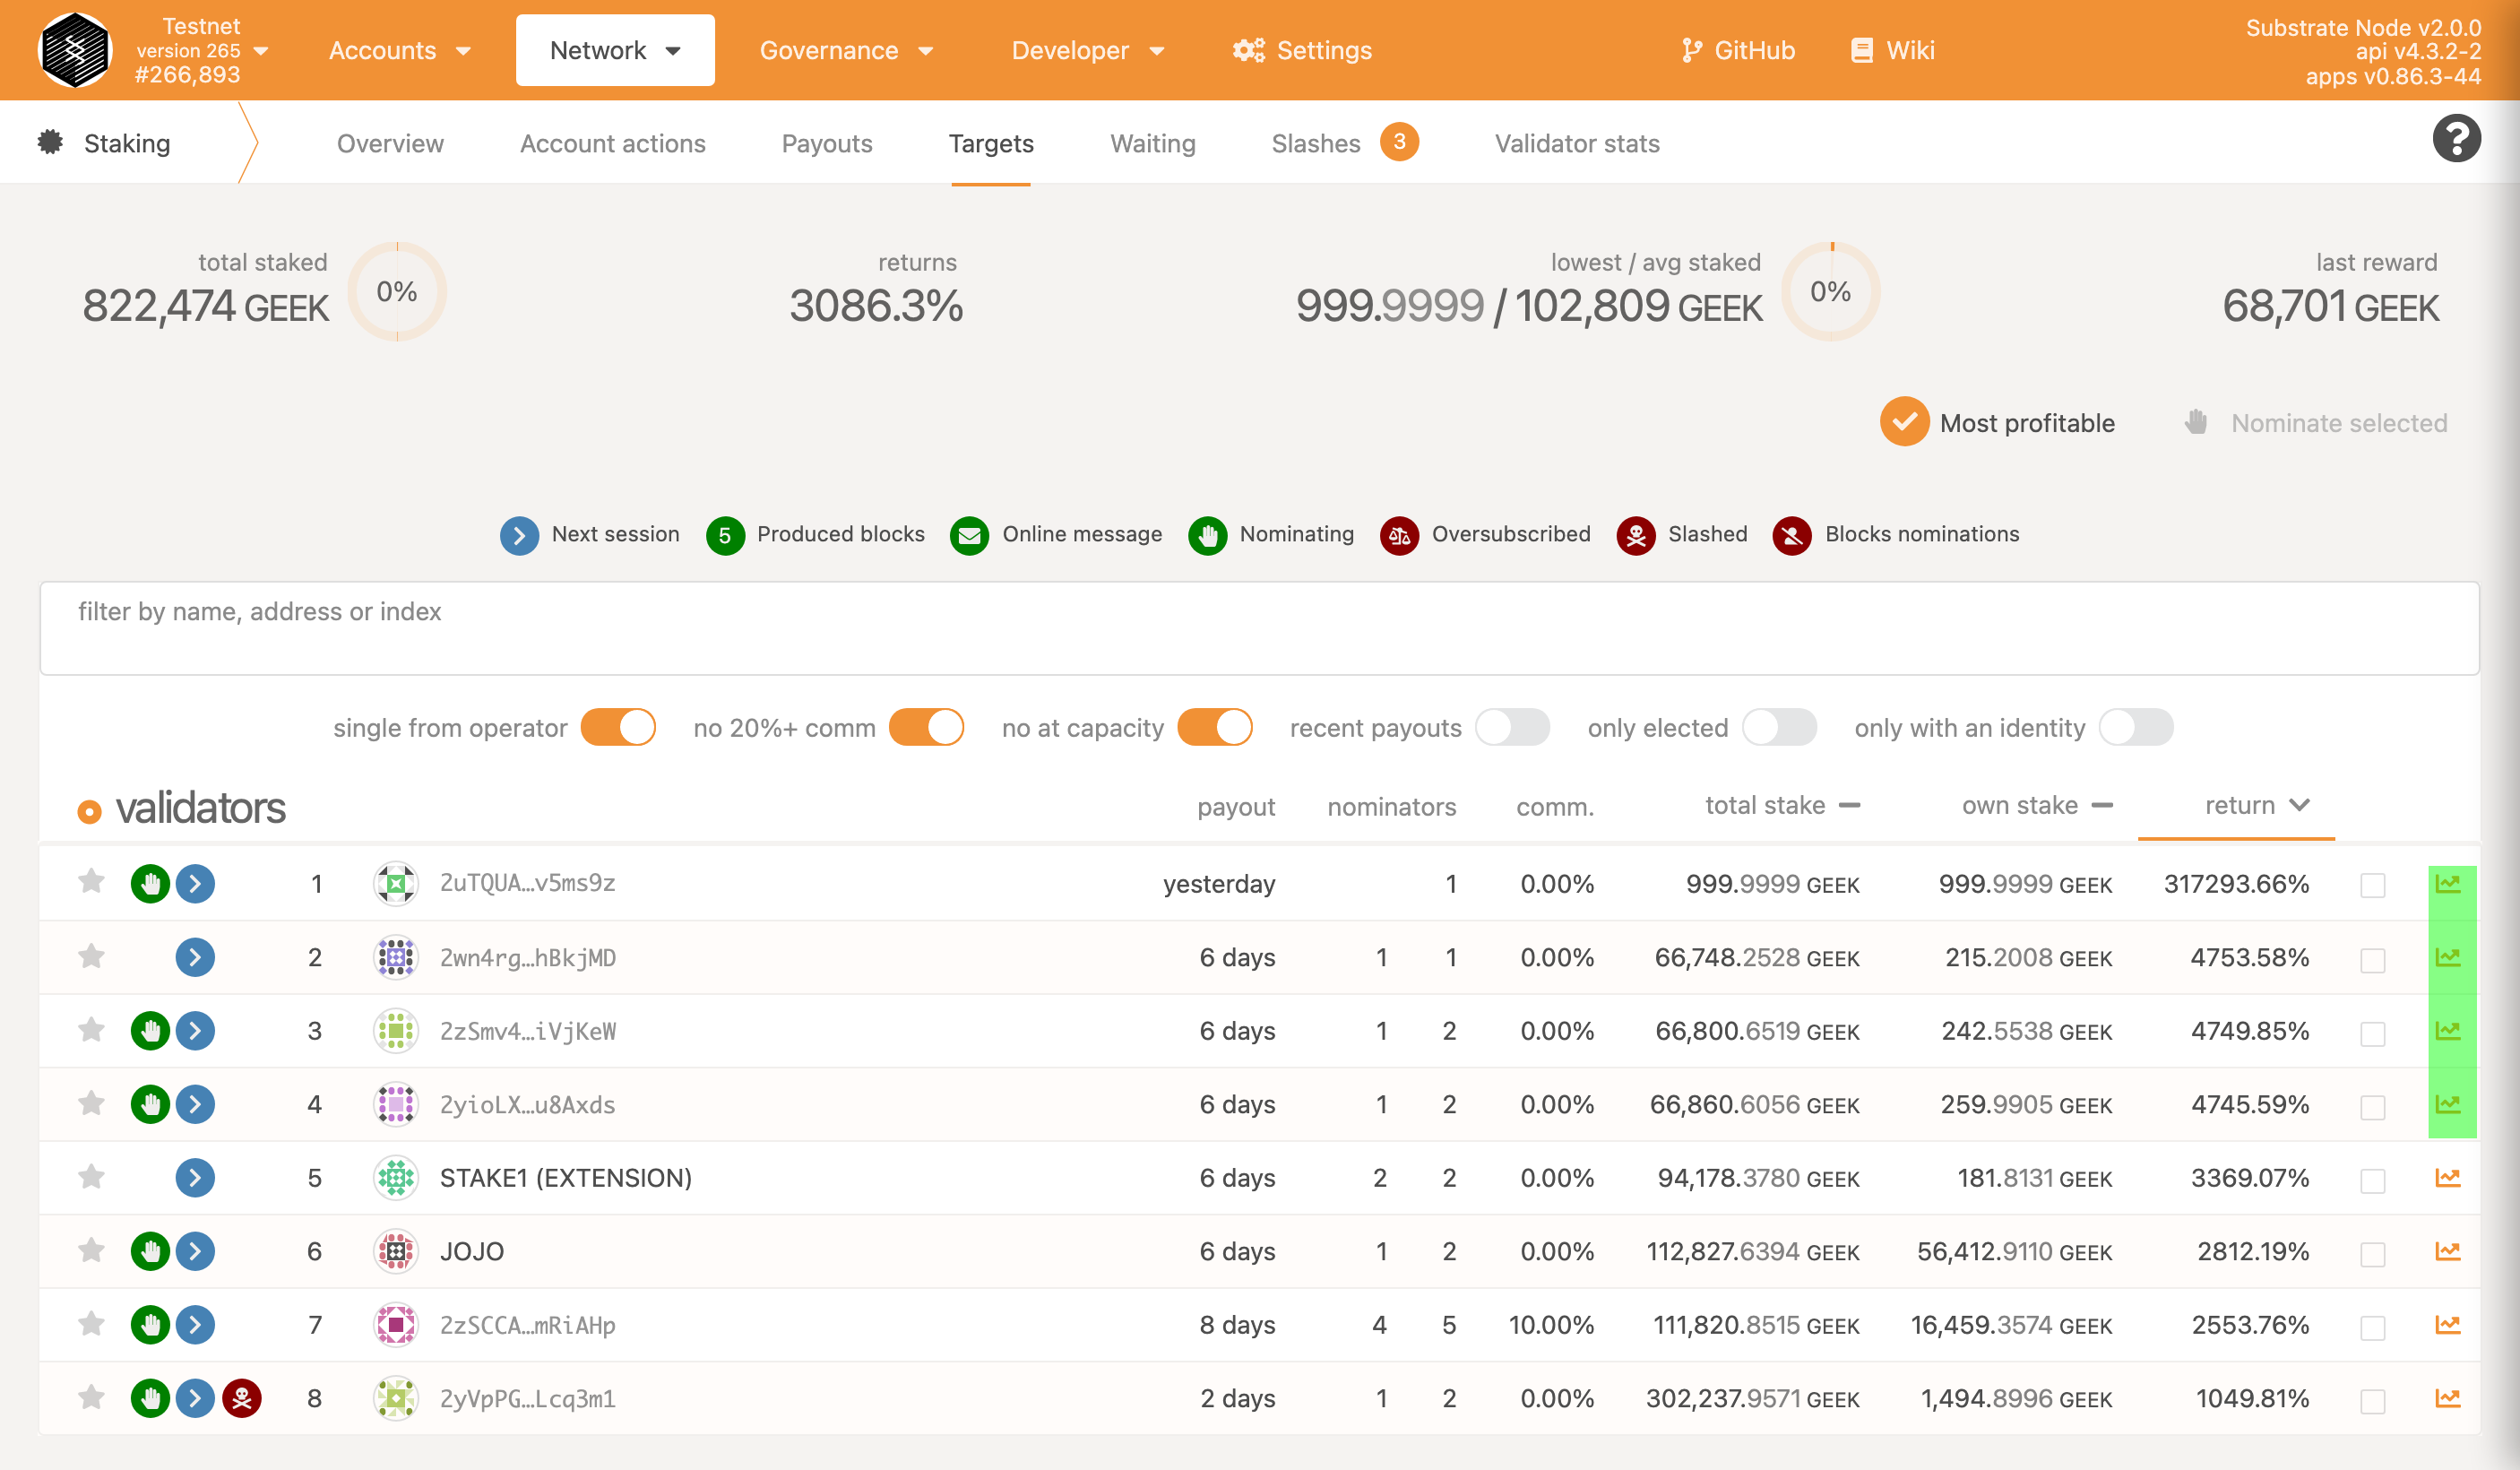 Testnet
version 265
#266,893
Accounts
Network
Governance
Developer
Settings
GitHub
Wiki
Substrate Node v2.0.0
api v4.3.2-2
apps v0.86.3-44
Staking
Overview
Account actions
Payouts
Targets
Waiting
Slashes 3
Validator stats
?
total staked
822,474 GEEK
0%
returns
3086.3%
lowest / avg staked
999.9999 / 102,809 GEEK
0%
last reward
68,701 GEEK
Most profitable
Nominate selected
Next session
5 Produced blocks
Online message
Nominating
Oversubscribed
Slashed
Blocks nominations
filter by name, address or index
single from operator
no 20%+ comm
no at capacity
recent payouts
only elected
only with an identity
validators payout nominators comm. total stake own stake return
1 2uTQUA…v5ms9z yesterday 1 0.00% 999.9999 GEEK 999.9999 GEEK 317293.66%
2 2wn4rg…hBkjMD 6 days 1 1 0.00% 66,748.2528 GEEK 215.2008 GEEK 4753.58%
3 2zSmv4…iVjKeW 6 days 1 2 0.00% 66,800.6519 GEEK 242.5538 GEEK 4749.85%
4 2yioLX…u8Axds 6 days 1 2 0.00% 66,860.6056 GEEK 259.9905 GEEK 4745.59%
5 STAKE1 (EXTENSION) 6 days 2 2 0.00% 94,178.3780 GEEK 181.8131 GEEK 3369.07%
6 JOJO 6 days 1 2 0.00% 112,827.6394 GEEK 56,412.9110 GEEK 2812.19%
7 2zSCCA…mRiAHp 8 days 4 5 10.00% 111,820.8515 GEEK 16,459.3574 GEEK 2553.76%
8 2yVpPG…Lcq3m1 2 days 1 2 0.00% 302,237.9571 GEEK 1,494.8996 GEEK 1049.81%